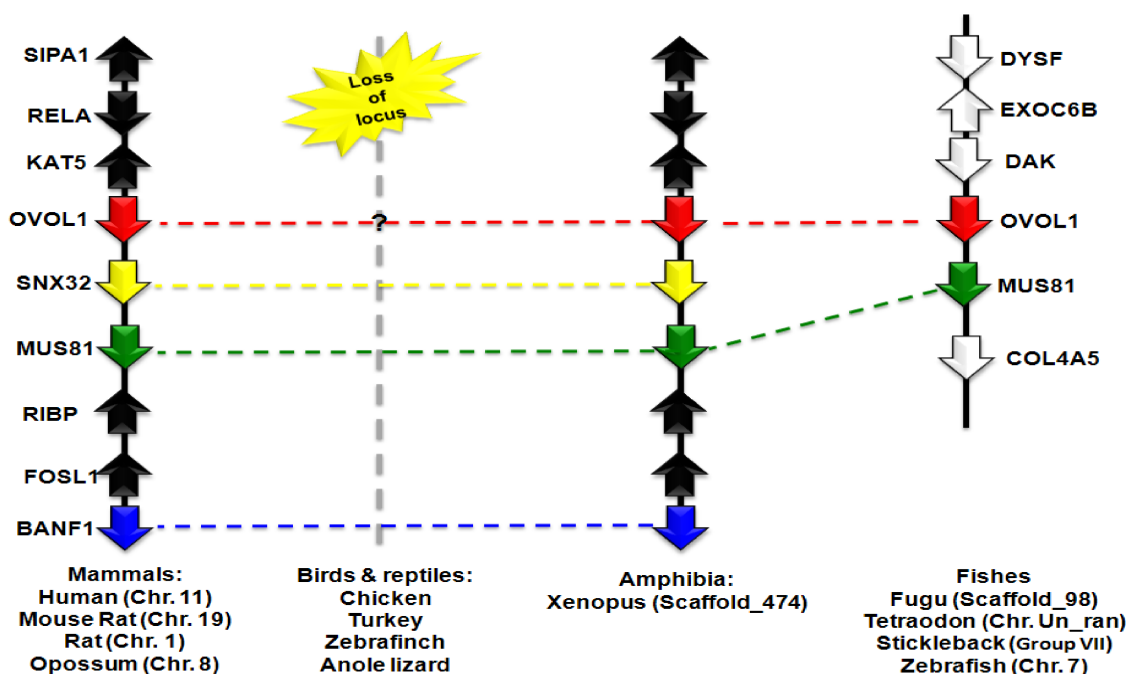 SIPA1
RELA
KAT5
OVOL1
SNX32
MUS81
RIBP
FOSL1
BANF1
Loss
of
locus
?
DYSF
EXOC6B
DAK
OVOL1
MUS81
COL4A5
Mammals:
Human (Chr. 11)
Mouse Rat (Chr. 19)
Rat (Chr. 1)
Opossum (Chr. 8)
Birds & reptiles:
Chicken
Turkey
Zebrafinch
Anole lizard
Amphibia:
Xenopus (Scaffold_474)
Fishes
Fugu (Scaffold_98)
Tetraodon (Chr. Un_ran)
Stickleback (Group VII)
Zebrafish (Chr. 7)